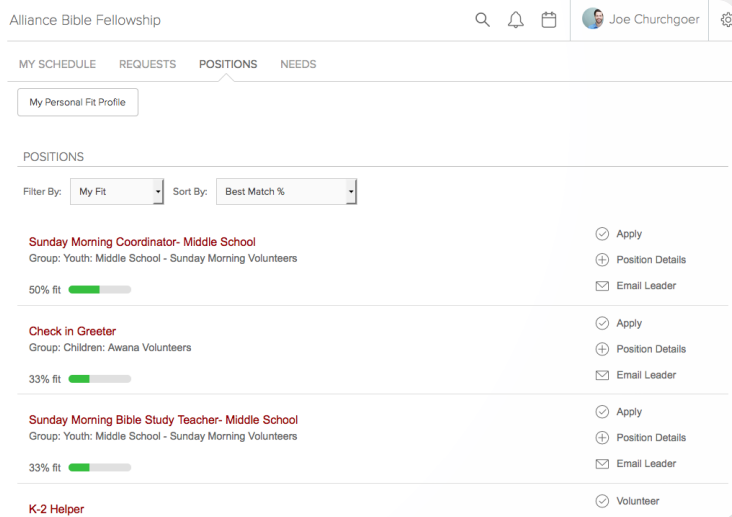 Alliance Bible Fellowship
Joe Churchgoer
MY SCHEDULE REQUESTS POSITIONS NEEDS
My Personal Fit Profile
POSITIONS
Filter By: My Fit Sort By: Best Match %
Sunday Morning Coordinator- Middle School
Group: Youth: Middle School - Sunday Morning Volunteers
50% fit
Apply
Position Details
Email Leader
Check in Greeter
Group: Children: Awana Volunteers
33% fit
Apply
Position Details
Email Leader
Sunday Morning Bible Study Teacher- Middle School
Group: Youth: Middle School - Sunday Morning Volunteers
33% fit
Apply
Position Details
Email Leader
K-2 Helper
Volunteer